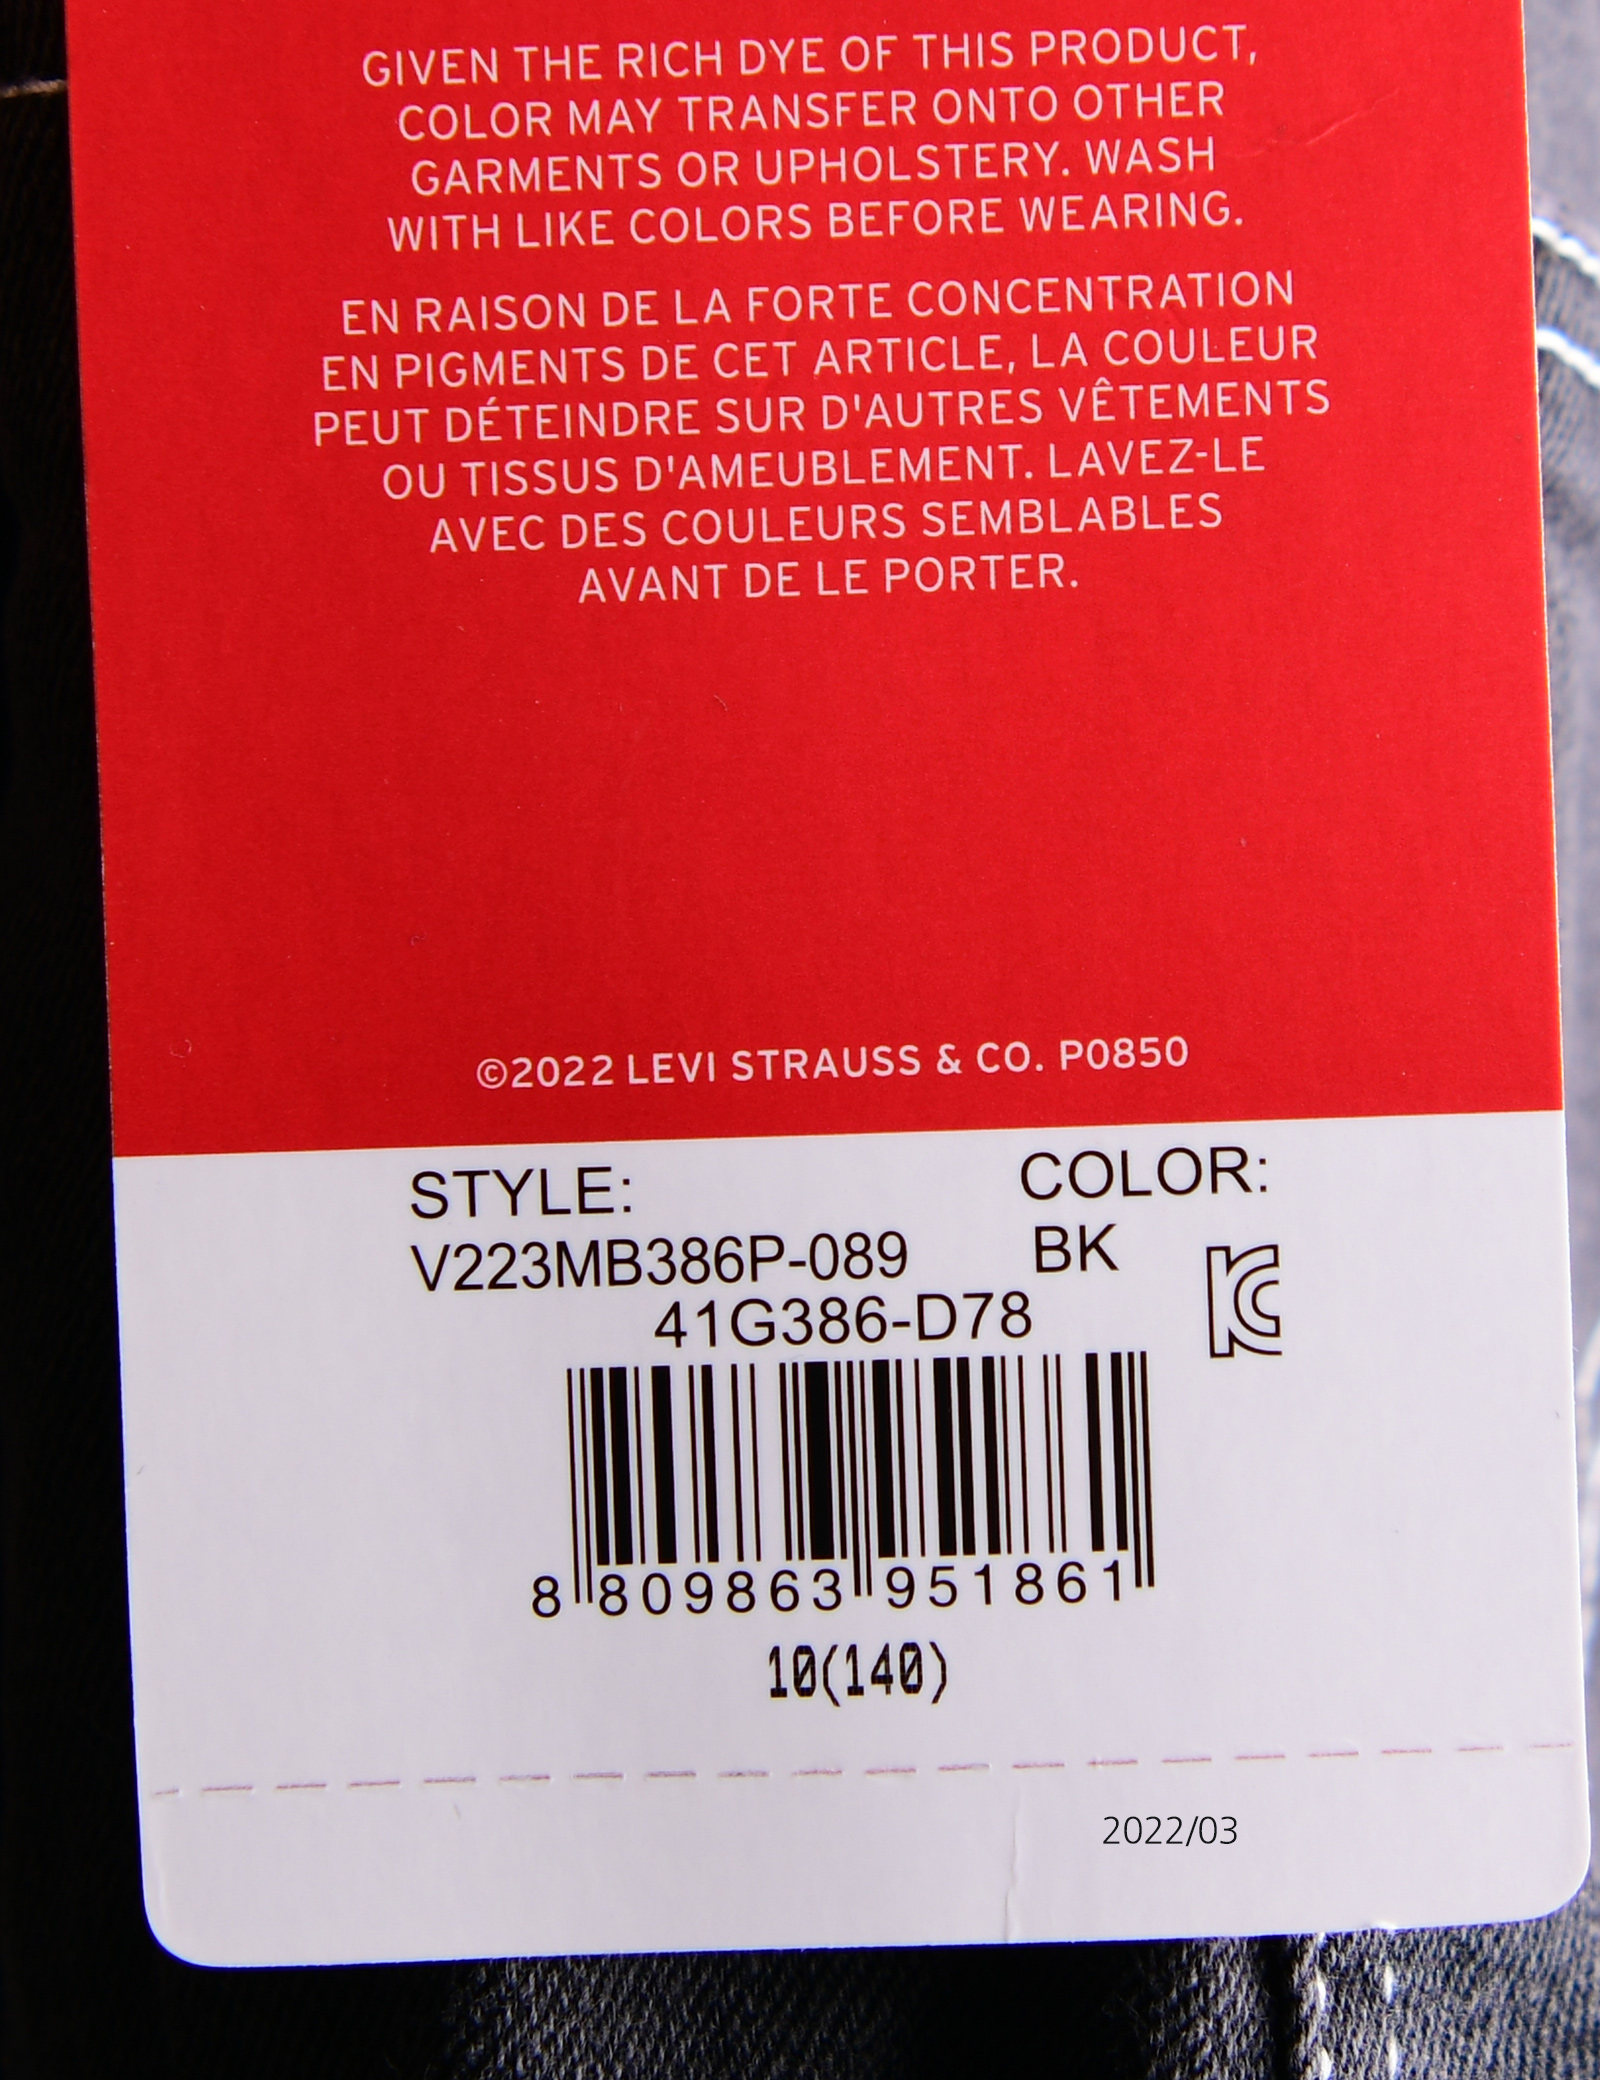 GIVEN THE RICH DYE OF THIS PRODUCT,
COLOR MAY TRANSFER ONTO OTHER
GARMENTS OR UPHOLSTERY. WASH
WITH LIKE COLORS BEFORE WEARING.
EN RAISON DE LA FORTE CONCENTRATION
EN PIGMENTS DE CET ARTICLE, LA COULEUR
PEUT DÉTEINDRE SUR D'AUTRES VÊTEMENTS
OU TISSUS D'AMEUBLEMENT. LAVEZ-LE
AVEC DES COULEURS SEMBLABLES
AVANT DE LE PORTER.
©2022 LEVI STRAUSS & CO. P0850
STYLE: COLOR:
V223MB386P-089 BK
41G386-D78
KC
8 809863 951861
10(140)
2022/03